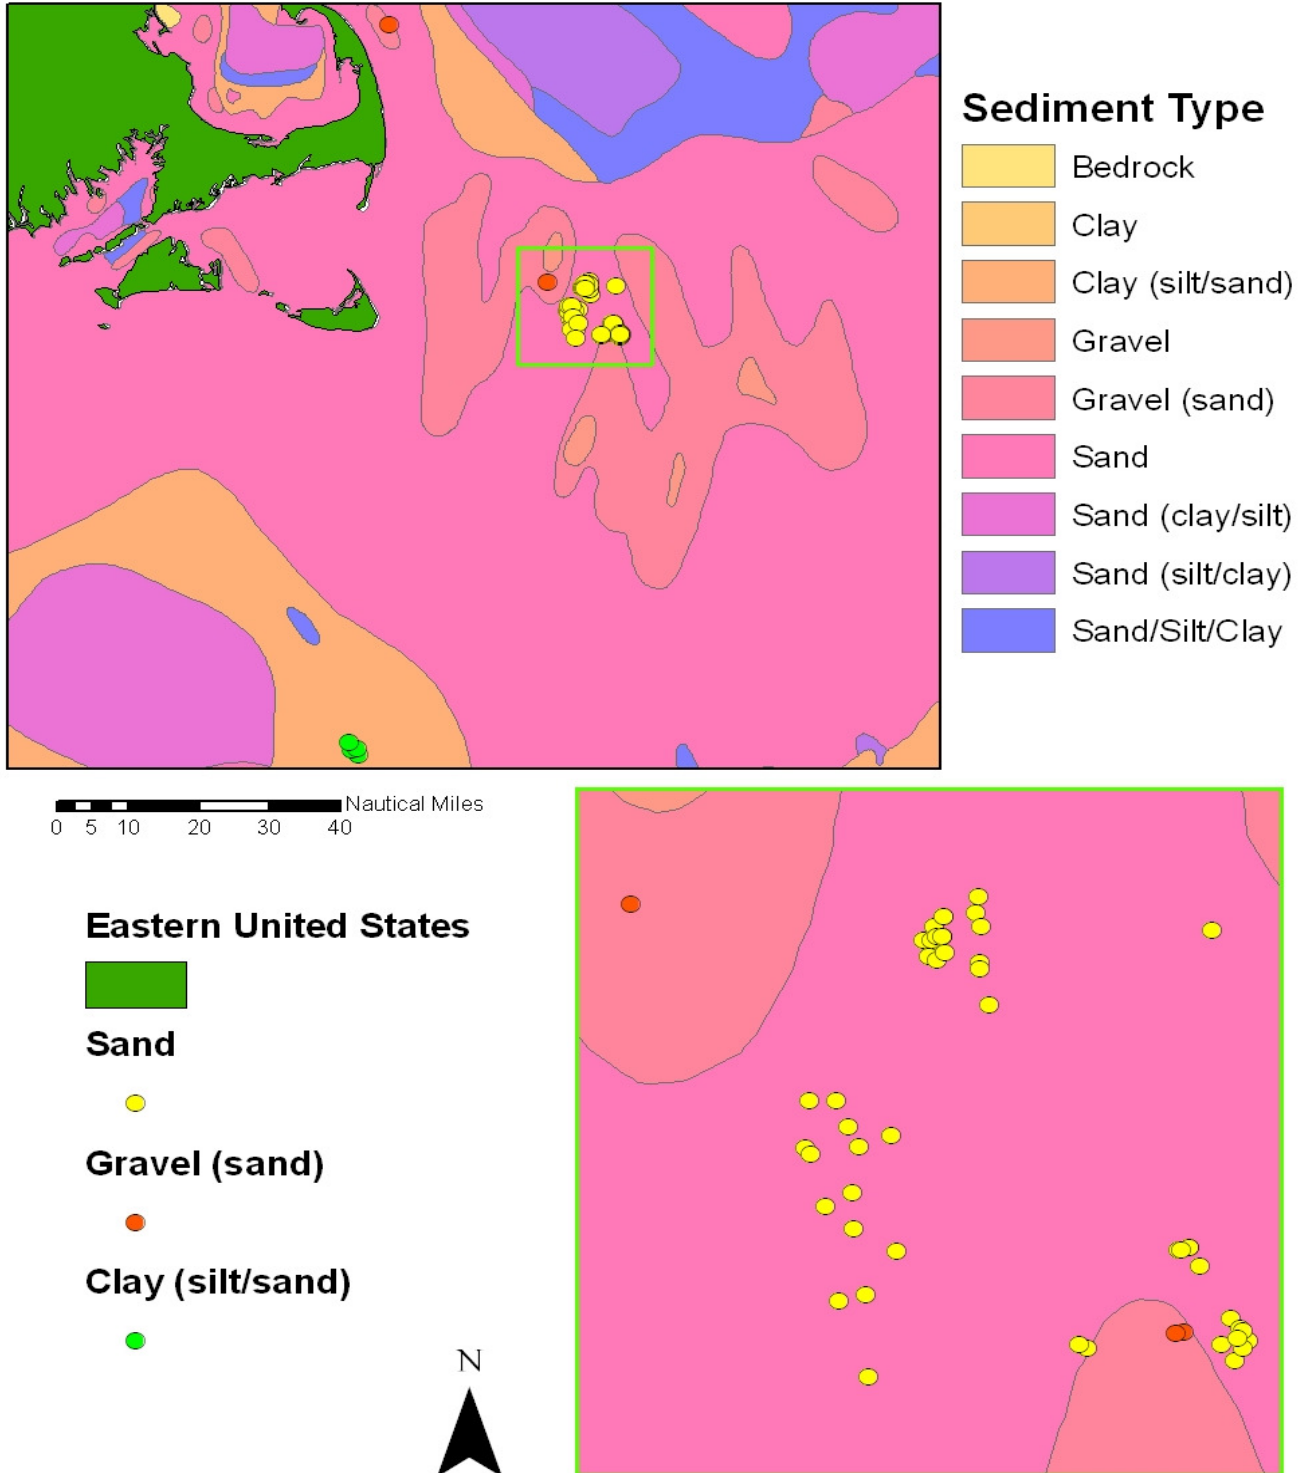 Sediment Type
Bedrock
Clay
Clay (silt/sand)
Gravel
Gravel (sand)
Sand
Sand (clay/silt)
Sand (silt/clay)
Sand/Silt/Clay
Nautical Miles
0 5 10 20 30 40
Eastern United States
Sand
Gravel (sand)
Clay (silt/sand)
N